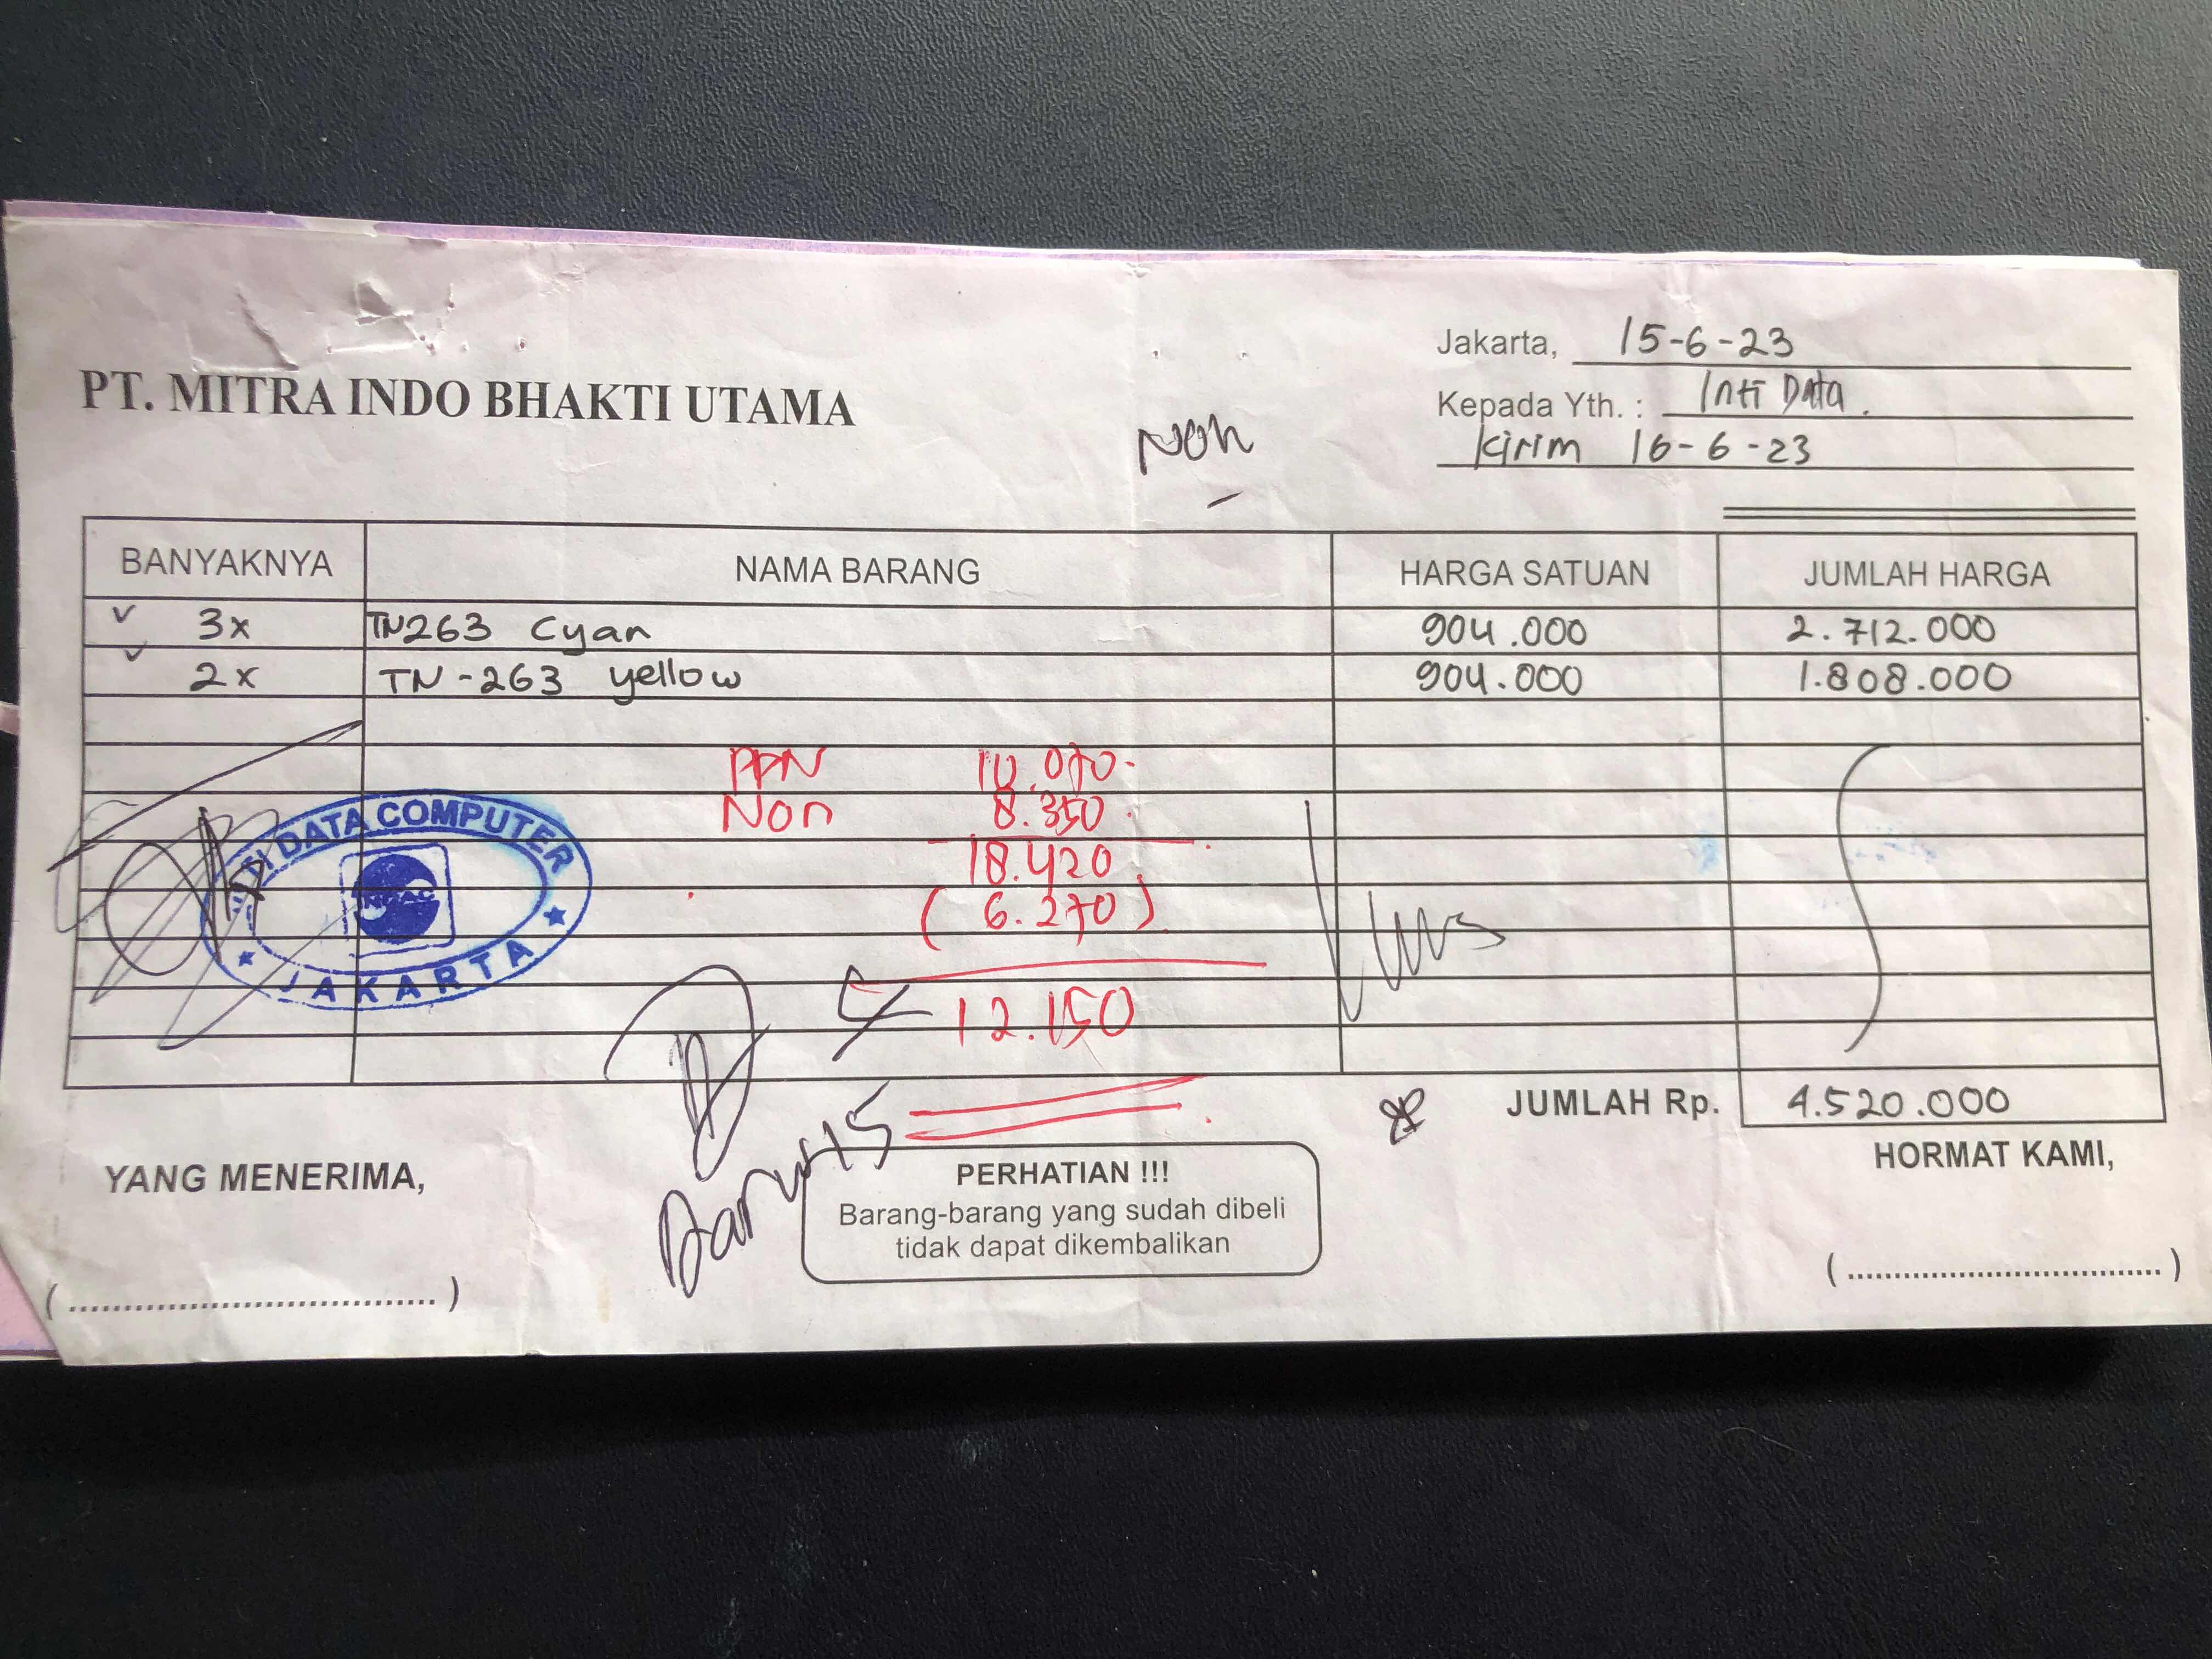 Jakarta, 15-6-23
PT. MITRA INDO BHAKTI UTAMA
Kepada Yth. : Inti Data.
Non
Kirim 16-6-23
BANYAKNYA NAMA BARANG HARGA SATUAN JUMLAH HARGA
3x TN263 Cyan 904.000 2.712.000
2x TN-263 yellow 904.000 1.808.000
PPN 10.070
Non 8.350
18.420
(6.270)
12.150
INTI DATA COMPUTER
JAKARTA
JUMLAH Rp. 4.520.000
YANG MENERIMA,
HORMAT KAMI,
PERHATIAN !!!
Barang-barang yang sudah dibeli
tidak dapat dikembalikan
(....................................)
(....................................)